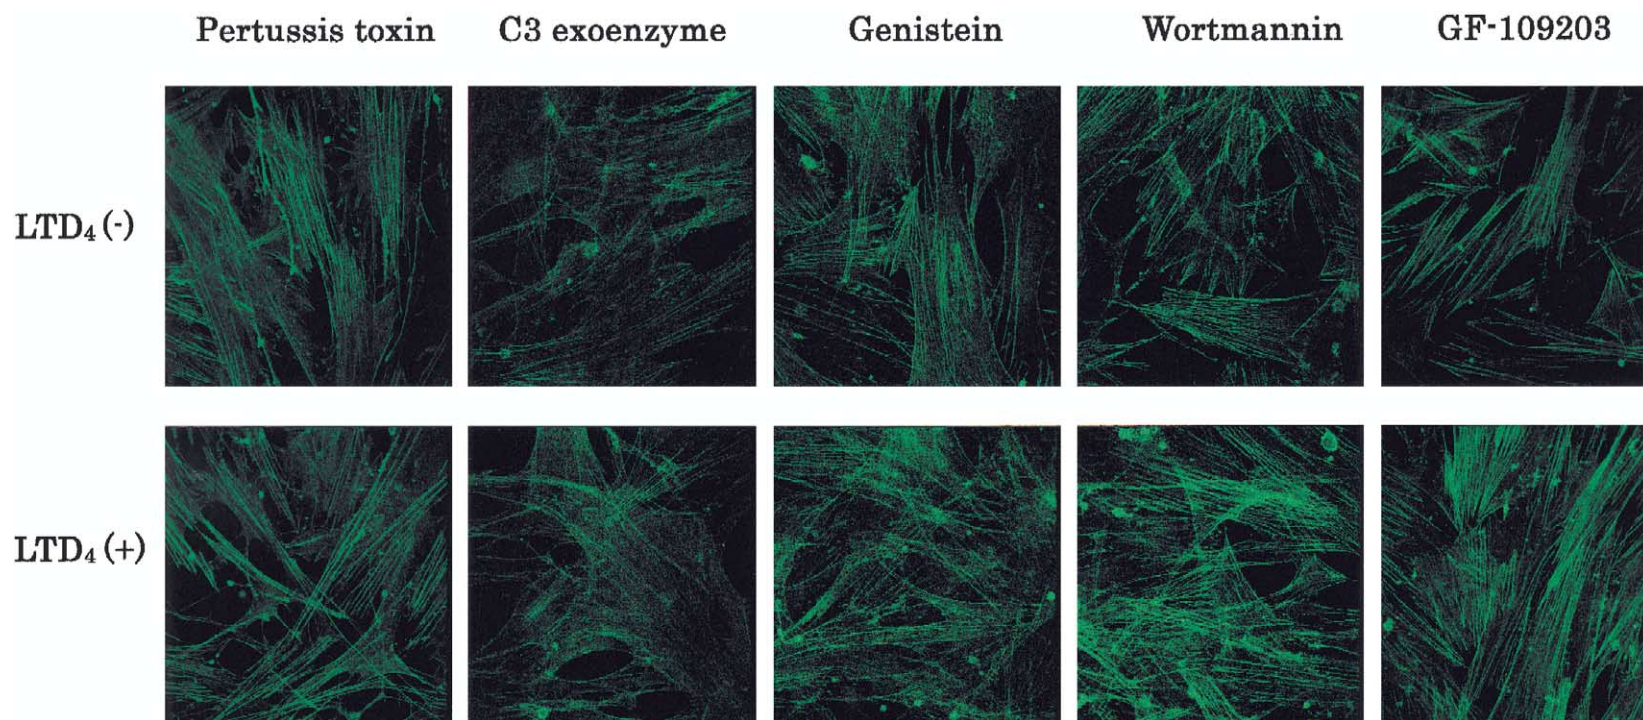 Pertussis toxin C3 exoenzyme Genistein Wortmannin GF-109203
LTD₄ (-)
LTD₄ (+)